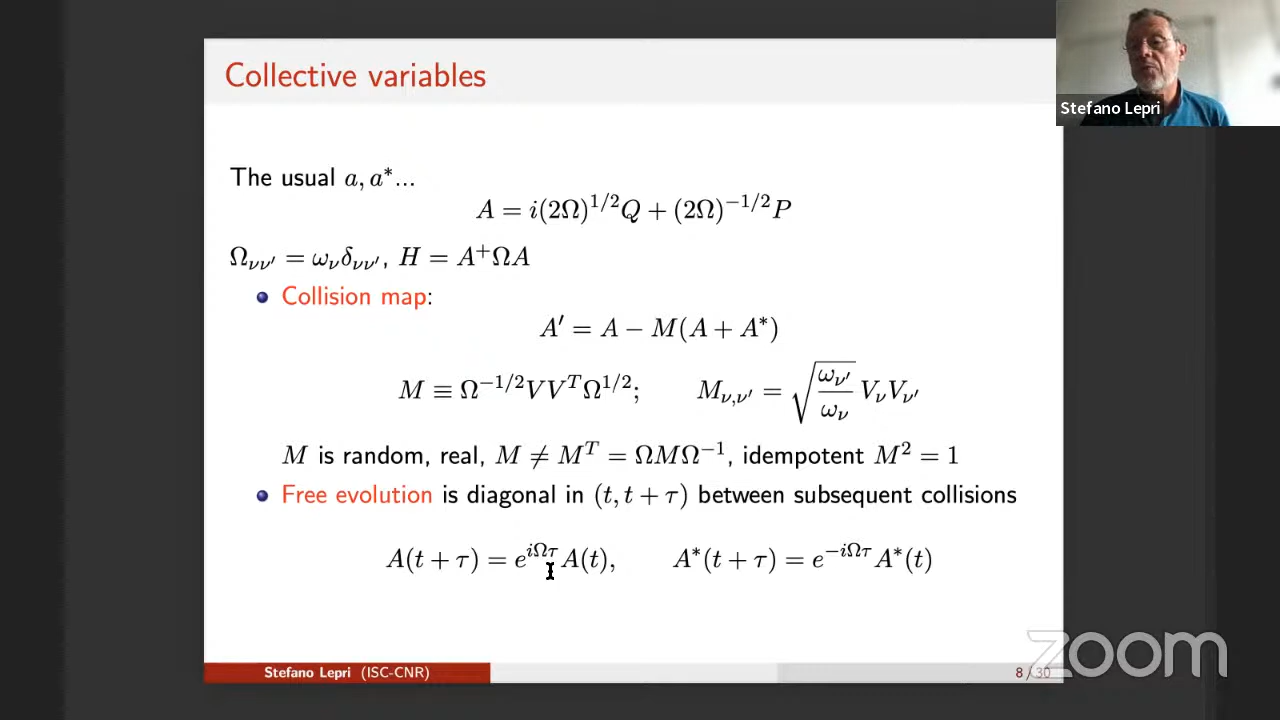 Collective variables
Stefano Lepri
The usual a, a*...
A = i(2Ω)^{1/2}Q + (2Ω)^{−1/2}P
Ω_{νν′} = ω_ν δ_{νν′}, H = A⁺ΩA
Collision map:
A′ = A − M(A + A*)
M ≡ Ω^{−1/2}VV^TΩ^{1/2};   M_{ν,ν′} = √(ω_{ν′}/ω_ν) V_ν V_{ν′}
M is random, real, M ≠ M^T = ΩMΩ^{−1}, idempotent M² = 1
Free evolution is diagonal in (t, t + τ) between subsequent collisions
A(t + τ) = e^{iΩτ}A(t),   A*(t + τ) = e^{−iΩτ}A*(t)
Stefano Lepri (ISC-CNR) 8 / 30
zoom